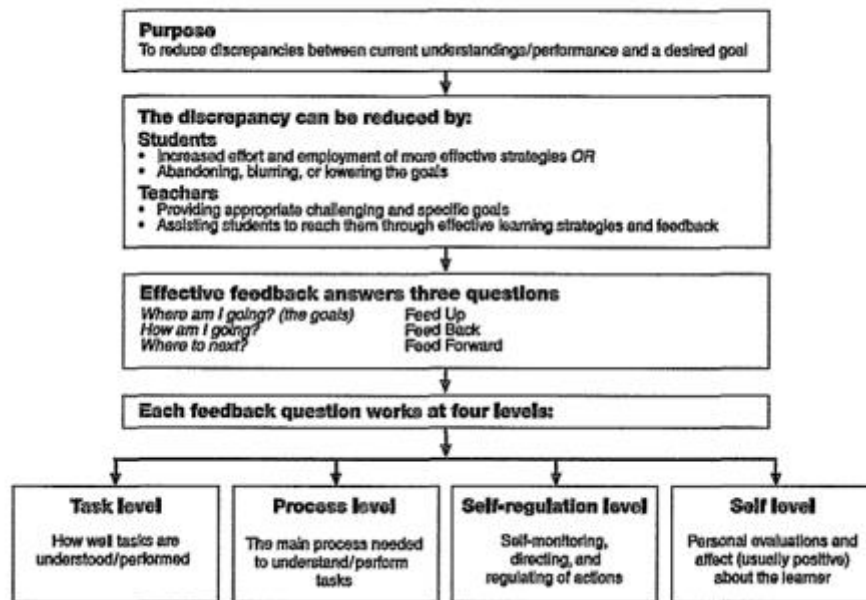 Purpose
To reduce discrepancies between current understandings/performance and a desired goal
The discrepancy can be reduced by:
Students
• Increased effort and employment of more effective strategies OR
• Abandoning, blurring, or lowering the goals
Teachers
• Providing appropriate challenging and specific goals
• Assisting students to reach them through effective learning strategies and feedback
Effective feedback answers three questions
Where am I going? (the goals) Feed Up
How am I going? Feed Back
Where to next? Feed Forward
Each feedback question works at four levels:
Task level
How well tasks are
understood/performed
Process level
The main process needed
to understand/perform
tasks
Self-regulation level
Self-monitoring,
directing, and
regulating of actions
Self level
Personal evaluations and
affect (usually positive)
about the learner